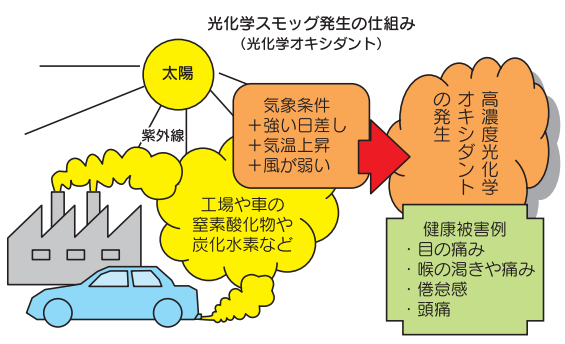 光化学スモッグ発生の仕組み
（光化学オキシダント）
太陽
紫外線
気象条件
＋強い日差し
＋気温上昇
＋風が弱い
高濃度光化学
オキシダント
の発生
工場や車の
窒素酸化物や
炭化水素など
健康被害例
・目の痛み
・喉の渇きや痛み
・倦怠感
・頭痛